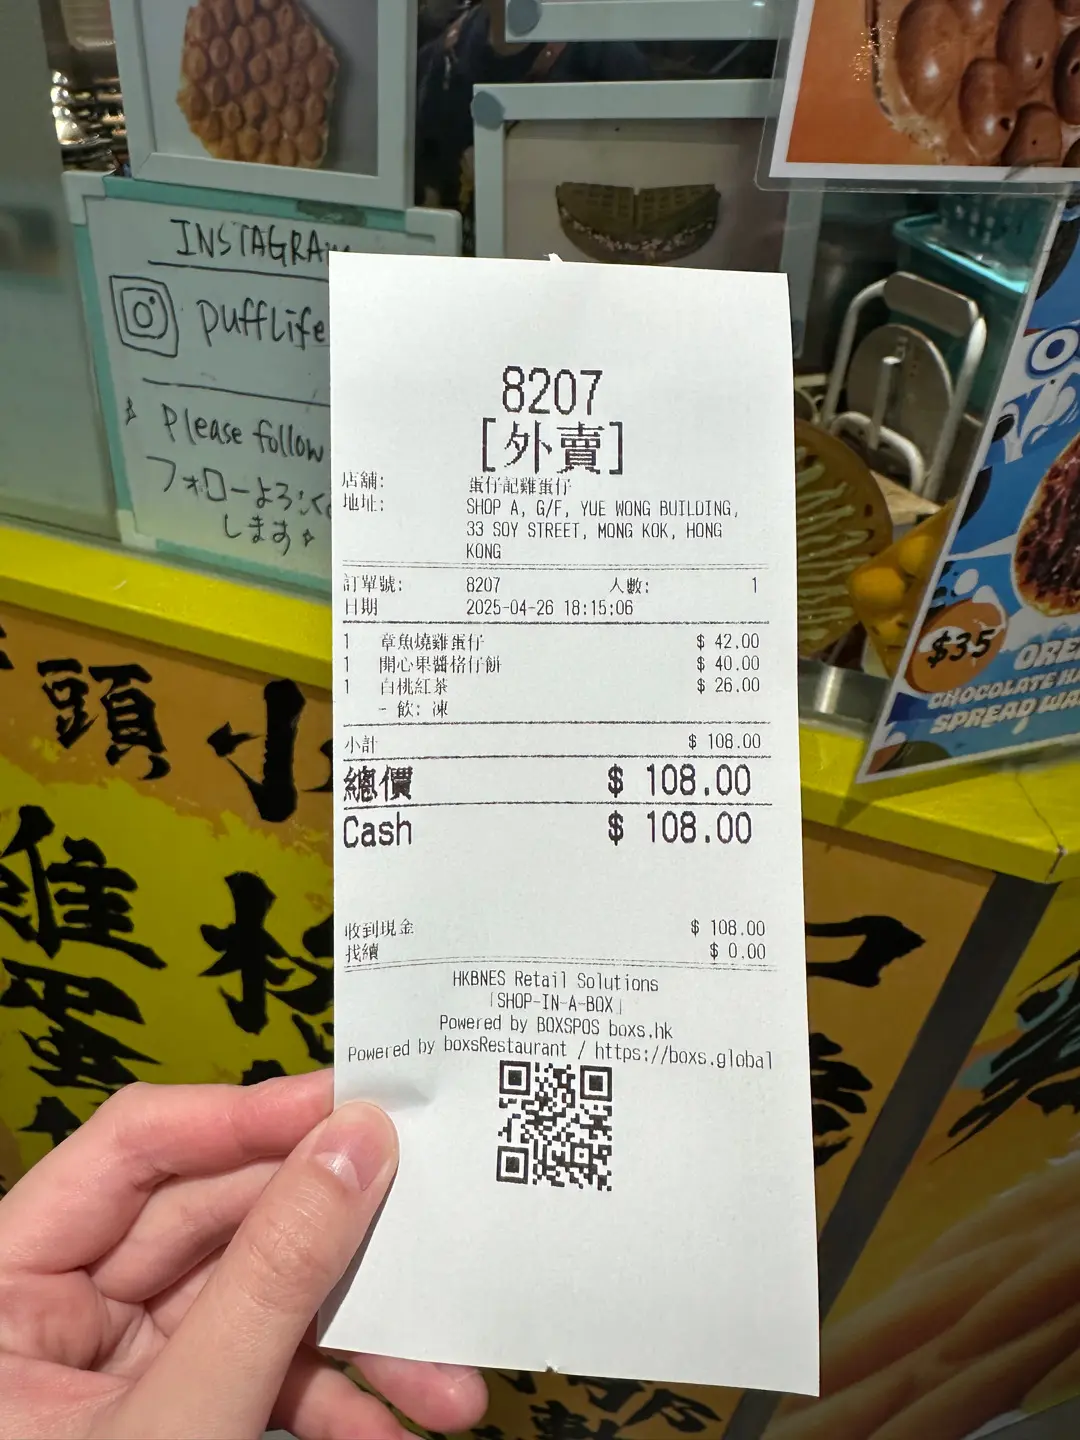 INSTAGRA
pufflife
Please follow
フォローよろ
します
8207
[外賣]
店舖: 蛋仔記雞蛋仔
地址: SHOP A, G/F, YUE WONG BUILDING,
33 SOY STREET, MONG KOK, HONG
KONG
訂單號: 8207 人數: 1
日期 2025-04-26 18:15:06
1 章魚燒雞蛋仔 $ 42.00
1 開心果醬格仔餅 $ 40.00
1 白桃紅茶 $ 26.00
- 飲: 凍
小計 $ 108.00
總價 $ 108.00
Cash $ 108.00
收到現金 $ 108.00
找續 $ 0.00
HKBNES Retail Solutions
「SHOP-IN-A-BOX」
Powered by BOXSPOS boxs.hk
Powered by boxsRestaurant / https://boxs.global
$35
ORE
CHOCOLATE
SPREAD WA
頭
小
雞
蛋